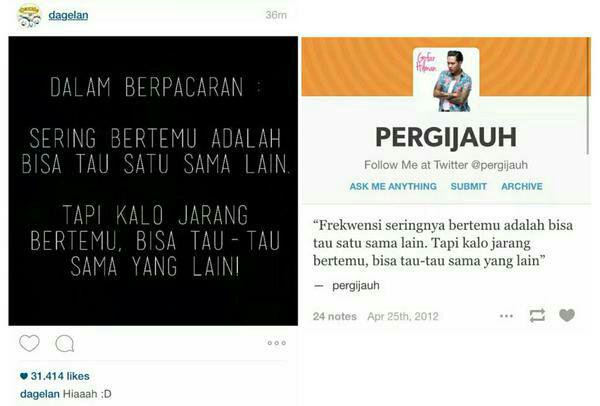 dagelan
36m
DALAM BERPACARAN :
SERING BERTEMU ADALAH
BISA TAU SATU SAMA LAIN.
TAPI KALO JARANG
BERTEMU, BISA TAU - TAU
SAMA YANG LAIN!
31.414 likes
dagelan Hiaaah :D
Gofar
Hilman
PERGIJAUH
Follow Me at Twitter @pergijauh
ASK ME ANYTHING SUBMIT ARCHIVE
“Frekwensi seringnya bertemu adalah bisa
tau satu sama lain. Tapi kalo jarang
bertemu, bisa tau-tau sama yang lain”
— pergijauh
24 notes Apr 25th, 2012